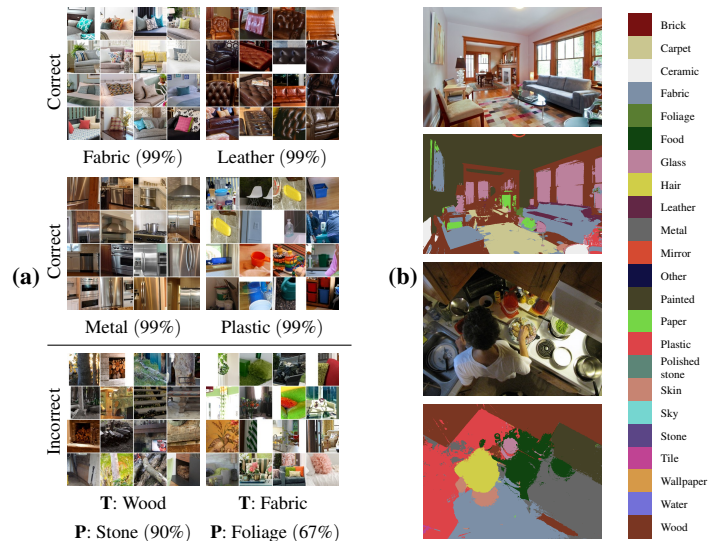 (a)
Correct
Fabric (99%)
Leather (99%)
Correct
Metal (99%)
Plastic (99%)
Incorrect
T: Wood
P: Stone (90%)
T: Fabric
P: Foliage (67%)
(b)
Brick
Carpet
Ceramic
Fabric
Foliage
Food
Glass
Hair
Leather
Metal
Mirror
Other
Painted
Paper
Plastic
Polished
stone
Skin
Sky
Stone
Tile
Wallpaper
Water
Wood